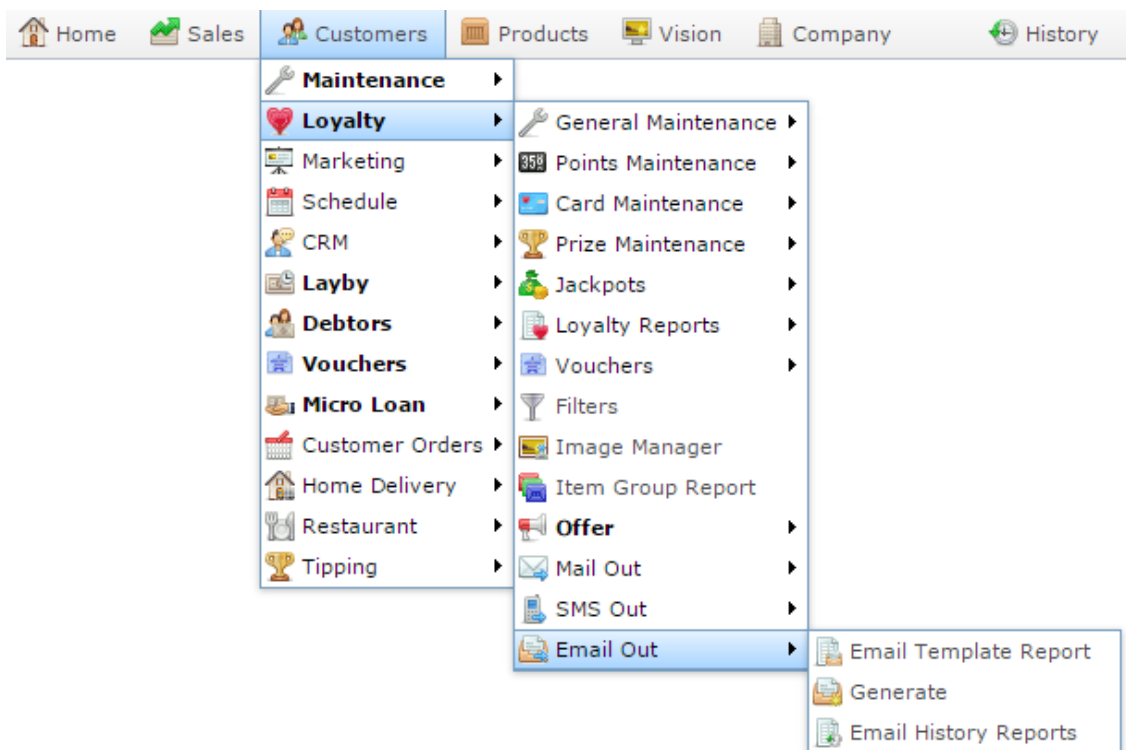 Home Sales Customers Products Vision Company History
Maintenance
Loyalty
Marketing
Schedule
CRM
Layby
Debtors
Vouchers
Micro Loan
Customer Orders
Home Delivery
Restaurant
Tipping
General Maintenance
Points Maintenance
Card Maintenance
Prize Maintenance
Jackpots
Loyalty Reports
Vouchers
Filters
Image Manager
Item Group Report
Offer
Mail Out
SMS Out
Email Out
Email Template Report
Generate
Email History Reports